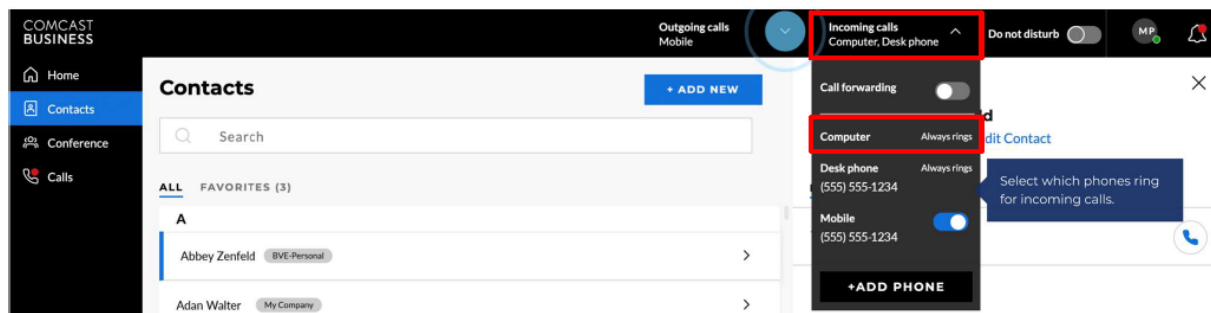 COMCAST
BUSINESS
Outgoing calls
Mobile
Incoming calls
Computer, Desk phone
Do not disturb
MP
Home
Contacts
Conference
Calls
Contacts
+ ADD NEW
Search
ALL FAVORITES (3)
A
Abbey Zenfeld BVE-Personal
Adan Walter My Company
Call forwarding
Computer Always rings
Desk phone Always rings
(555) 555-1234
Mobile
(555) 555-1234
+ADD PHONE
d
dit Contact
Select which phones ring
for incoming calls.